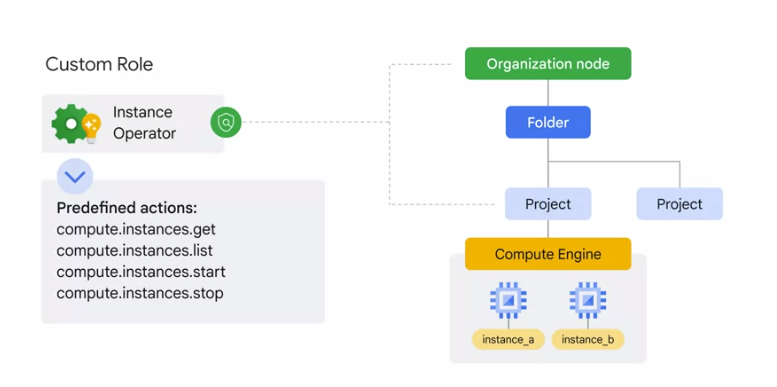 Custom Role
Instance
Operator
Predefined actions:
compute.instances.get
compute.instances.list
compute.instances.start
compute.instances.stop
Organization node
Folder
Project
Project
Compute Engine
instance_a
instance_b